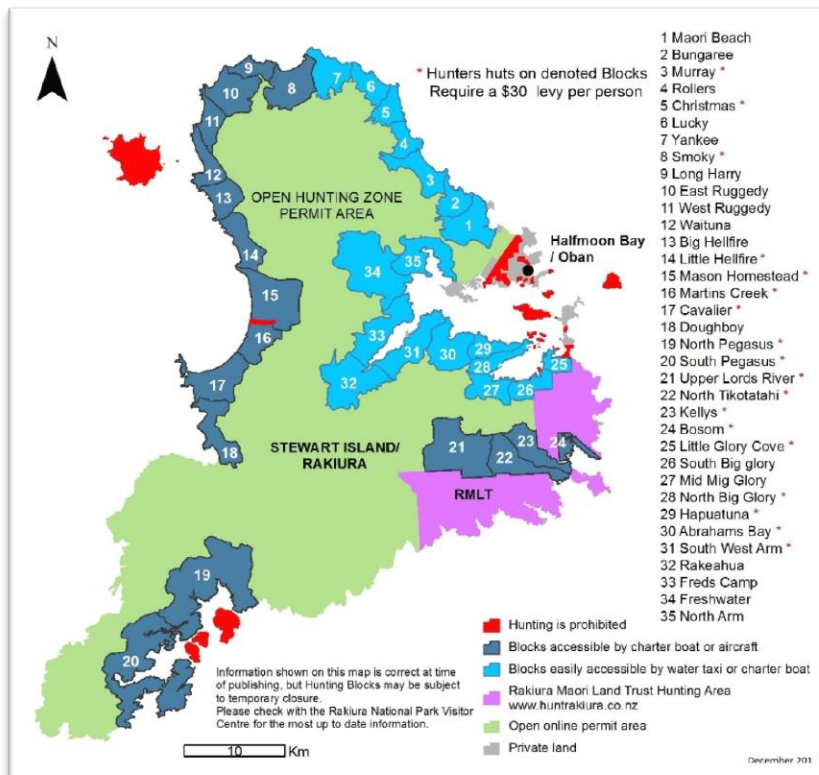 N
* Hunters huts on denoted Blocks
Require a $30 levy per person
OPEN HUNTING ZONE
PERMIT AREA
Halfmoon Bay
/ Oban
STEWART ISLAND/
RAKIURA
RMLT
1
2
3
4
5
6
7
8
9
10
11
12
13
14
15
16
17
18
19
20
21
22
23
24
25
26
27
28
29
30
31
32
33
34
35
1 Maori Beach
2 Bungaree
3 Murray *
4 Rollers
5 Christmas *
6 Lucky
7 Yankee
8 Smoky *
9 Long Harry
10 East Ruggedy
11 West Ruggedy
12 Waituna
13 Big Hellfire
14 Little Hellfire *
15 Mason Homestead *
16 Martins Creek *
17 Cavalier *
18 Doughboy
19 North Pegasus *
20 South Pegasus *
21 Upper Lords River *
22 North Tikotatahi *
23 Kellys *
24 Bosom *
25 Little Glory Cove *
26 South Big glory
27 Mid Mig Glory
28 North Big Glory *
29 Hapuatuna *
30 Abrahams Bay *
31 South West Arm *
32 Rakeahua
33 Freds Camp
34 Freshwater
35 North Arm
Hunting is prohibited
Blocks accessible by charter boat or aircraft
Blocks easily accessible by water taxi or charter boat
Rakiura Maori Land Trust Hunting Area
www.huntrakiura.co.nz
Open online permit area
Private land
Information shown on this map is correct at time
of publishing, but Hunting Blocks may be subject
to temporary closure.
Please check with the Rakiura National Park Visitor
Centre for the most up to date information.
10 Km
December 201